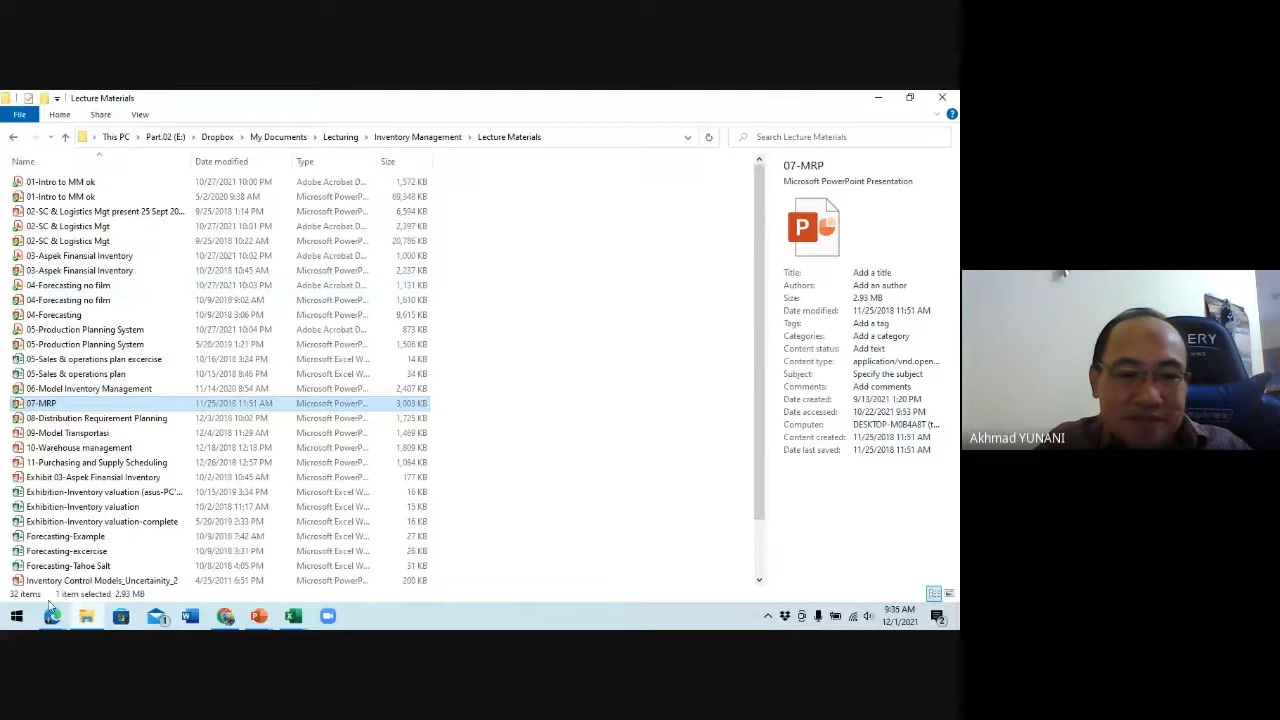 Lecture Materials
File Home Share View
This PC Part.02 (E:) Dropbox My Documents Lecturing Inventory Management Lecture Materials Search Lecture Materials
Name Date modified Type Size
01-Intro to MM ok 10/27/2021 10:00 PM Adobe Acrobat D... 1,572 KB
01-Intro to MM ok 5/2/2020 9:38 AM Microsoft PowerP... 69,348 KB
02-SC & Logistics Mgt present 25 Sept 20... 9/25/2018 1:14 PM Microsoft PowerP... 6,594 KB
02-SC & Logistics Mgt 10/27/2021 10:01 PM Adobe Acrobat D... 2,397 KB
02-SC & Logistics Mgt 9/25/2018 10:22 AM Microsoft PowerP... 20,786 KB
03-Aspek Finansial Inventory 10/27/2021 10:02 PM Adobe Acrobat D... 1,000 KB
03-Aspek Finansial Inventory 10/2/2018 10:45 AM Microsoft PowerP... 2,237 KB
04-Forecasting no film 10/27/2021 10:03 PM Adobe Acrobat D... 1,131 KB
04-Forecasting no film 10/9/2018 9:02 AM Microsoft PowerP... 1,610 KB
04-Forecasting 10/9/2018 3:06 PM Microsoft PowerP... 9,615 KB
05-Production Planning System 10/27/2021 10:04 PM Adobe Acrobat D... 873 KB
05-Production Planning System 5/20/2019 1:21 PM Microsoft PowerP... 1,506 KB
05-Sales & operations plan excercise 10/16/2018 3:24 PM Microsoft Excel W... 14 KB
05-Sales & operations plan 10/15/2018 8:46 PM Microsoft Excel W... 34 KB
06-Model Inventory Management 11/14/2020 8:54 AM Microsoft PowerP... 2,407 KB
07-MRP 11/25/2018 11:51 AM Microsoft PowerP... 3,003 KB
08-Distribution Requirement Planning 12/3/2018 10:02 PM Microsoft PowerP... 1,725 KB
09-Model Transportasi 12/4/2018 11:29 AM Microsoft PowerP... 1,469 KB
10-Warehouse management 12/18/2018 12:18 PM Microsoft PowerP... 1,809 KB
11-Purchasing and Supply Scheduling 12/26/2018 12:57 PM Microsoft PowerP... 1,084 KB
Exhibit 03-Aspek Finansial Inventory 10/2/2018 10:45 AM Microsoft PowerP... 177 KB
Exhibition-Inventory valuation (asus-PC'... 10/15/2019 3:34 PM Microsoft Excel W... 16 KB
Exhibition-Inventory valuation 10/2/2018 11:17 AM Microsoft Excel W... 15 KB
Exhibition-Inventory valuation-complete 5/20/2019 2:33 PM Microsoft Excel W... 16 KB
Forecasting-Example 10/9/2018 7:42 AM Microsoft Excel W... 27 KB
Forecasting-excercise 10/9/2018 3:31 PM Microsoft Excel W... 26 KB
Forecasting-Tahoe Salt 10/8/2018 4:05 PM Microsoft Excel W... 110 KB
Inventory Control Models_Uncertainity_2 4/25/2011 6:51 PM Microsoft PowerP... 200 KB
32 items 1 item selected 2.93 MB
07-MRP
Microsoft PowerPoint Presentation
P
Title: Add a title
Authors: Add an author
Size: 2.93 MB
Date modified: 11/25/2018 11:51 AM
Tags: Add a tag
Categories: Add a category
Content status: Add text
Content type: application/vnd.open...
Subject: Specify the subject
Comments: Add comments
Date created: 9/13/2021 1:20 PM
Date accessed: 10/22/2021 9:53 PM
Computer: DESKTOP-M0B4A8T (t...
Content created: 11/25/2018 11:51 AM
Date last saved: 11/25/2018 11:51 AM
9:35 AM
12/1/2021
Akhmad YUNANI